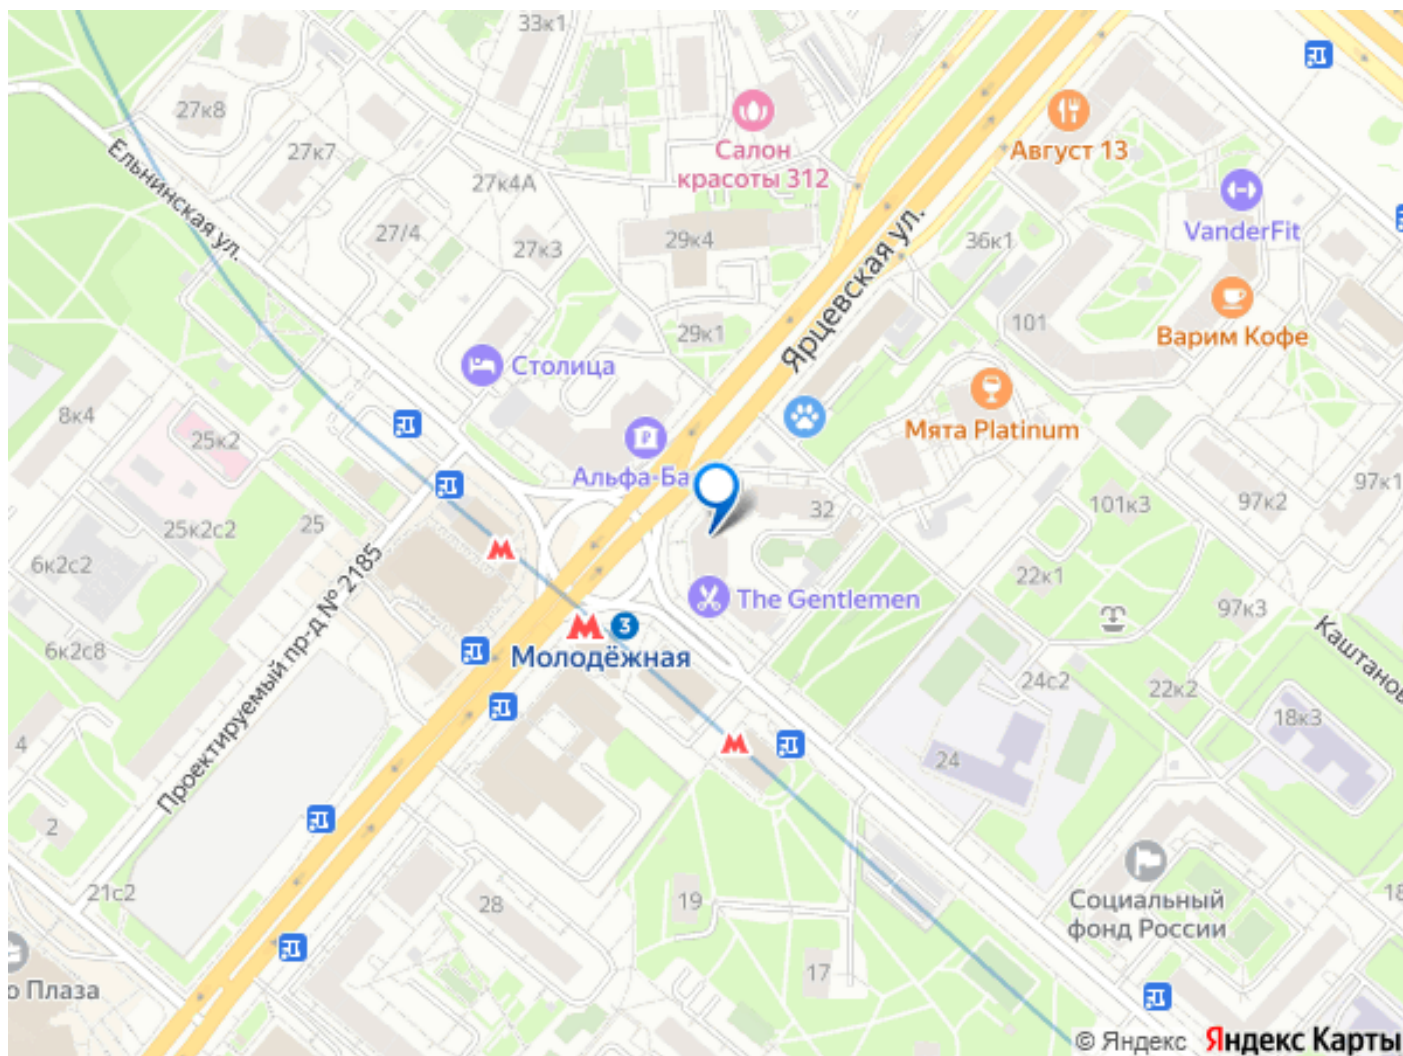 33к1
27к8
27к7
27к4А
Салон
красоты 312
Август 13
VanderFit
Ельнинская ул.
27/4
27к3
29к4
Ярцевская ул.
36к1
101
Варим Кофе
29к1
Столица
8к4
25к2
Мята Platinum
Альфа-Ба
32
101к3
97к2
97к1
25к2с2
25
6к2с2
22к1
The Gentlemen
97к3
3
Молодёжная
6к2с8
Проектируемый пр-д № 2185
Каштанов
24с2
22к2
18к3
4
24
2
21с2
28
19
Социальный
фонд России
18
17
о Плаза
© Яндекс Яндекс Карты